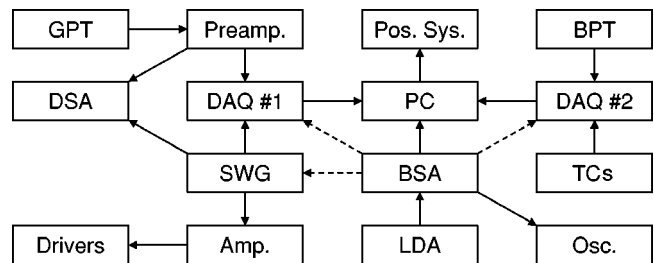 GPT
Preamp.
Pos. Sys.
BPT
DSA
DAQ #1
PC
DAQ #2
SWG
BSA
TCs
Drivers
Amp.
LDA
Osc.